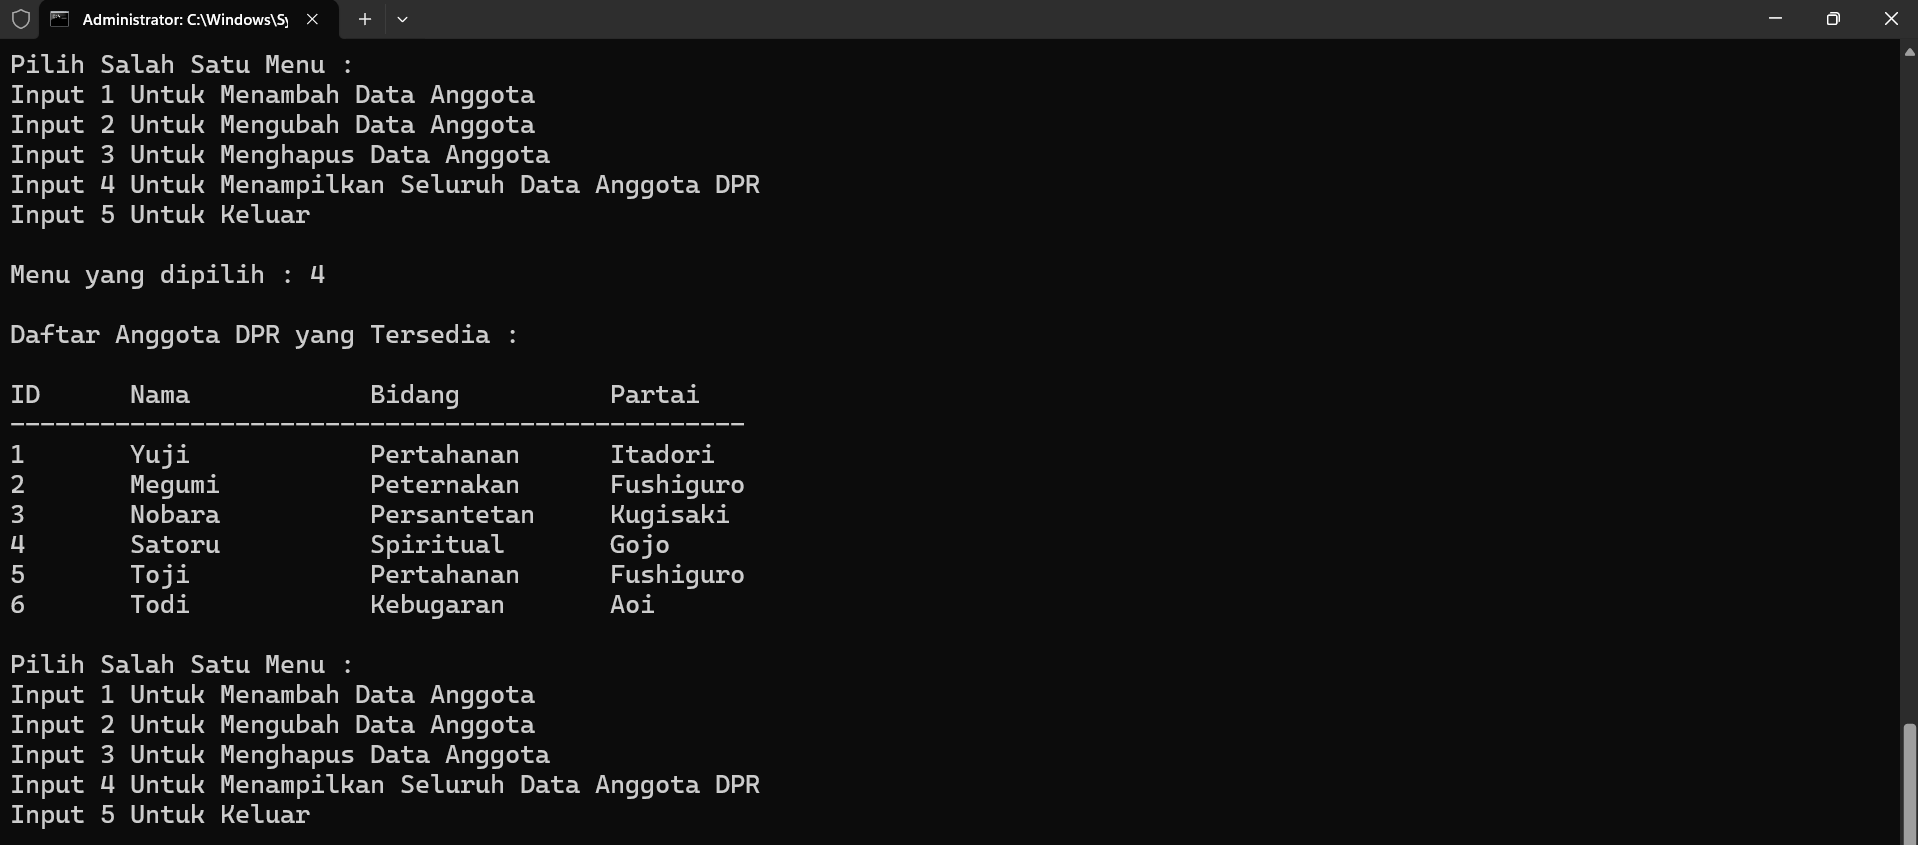 Administrator: C:\Windows\Sy
Pilih Salah Satu Menu :
Input 1 Untuk Menambah Data Anggota
Input 2 Untuk Mengubah Data Anggota
Input 3 Untuk Menghapus Data Anggota
Input 4 Untuk Menampilkan Seluruh Data Anggota DPR
Input 5 Untuk Keluar
Menu yang dipilih : 4
Daftar Anggota DPR yang Tersedia :
ID Nama Bidang Partai
-------------------------------------------------
1 Yuji Pertahanan Itadori
2 Megumi Peternakan Fushiguro
3 Nobara Persantetan Kugisaki
4 Satoru Spiritual Gojo
5 Toji Pertahanan Fushiguro
6 Todi Kebugaran Aoi
Pilih Salah Satu Menu :
Input 1 Untuk Menambah Data Anggota
Input 2 Untuk Mengubah Data Anggota
Input 3 Untuk Menghapus Data Anggota
Input 4 Untuk Menampilkan Seluruh Data Anggota DPR
Input 5 Untuk Keluar